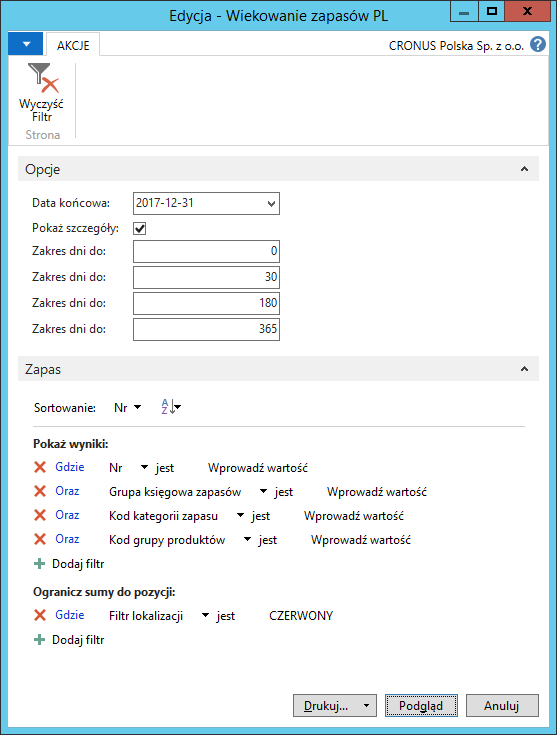 Edycja - Wiekowanie zapasów PL
AKCJE
CRONUS Polska Sp. z o.o.
?
Wyczyść
Filtr
Strona
Opcje
Data końcowa: 2017-12-31
Pokaż szczegóły:
Zakres dni do: 0
Zakres dni do: 30
Zakres dni do: 180
Zakres dni do: 365
Zapas
Sortowanie: Nr A Z
Pokaż wyniki:
Gdzie Nr jest Wprowadź wartość
Oraz Grupa księgowa zapasów jest Wprowadź wartość
Oraz Kod kategorii zapasu jest Wprowadź wartość
Oraz Kod grupy produktów jest Wprowadź wartość
Dodaj filtr
Ogranicz sumy do pozycji:
Gdzie Filtr lokalizacji jest CZERWONY
Dodaj filtr
Drukuj... Podgląd Anuluj